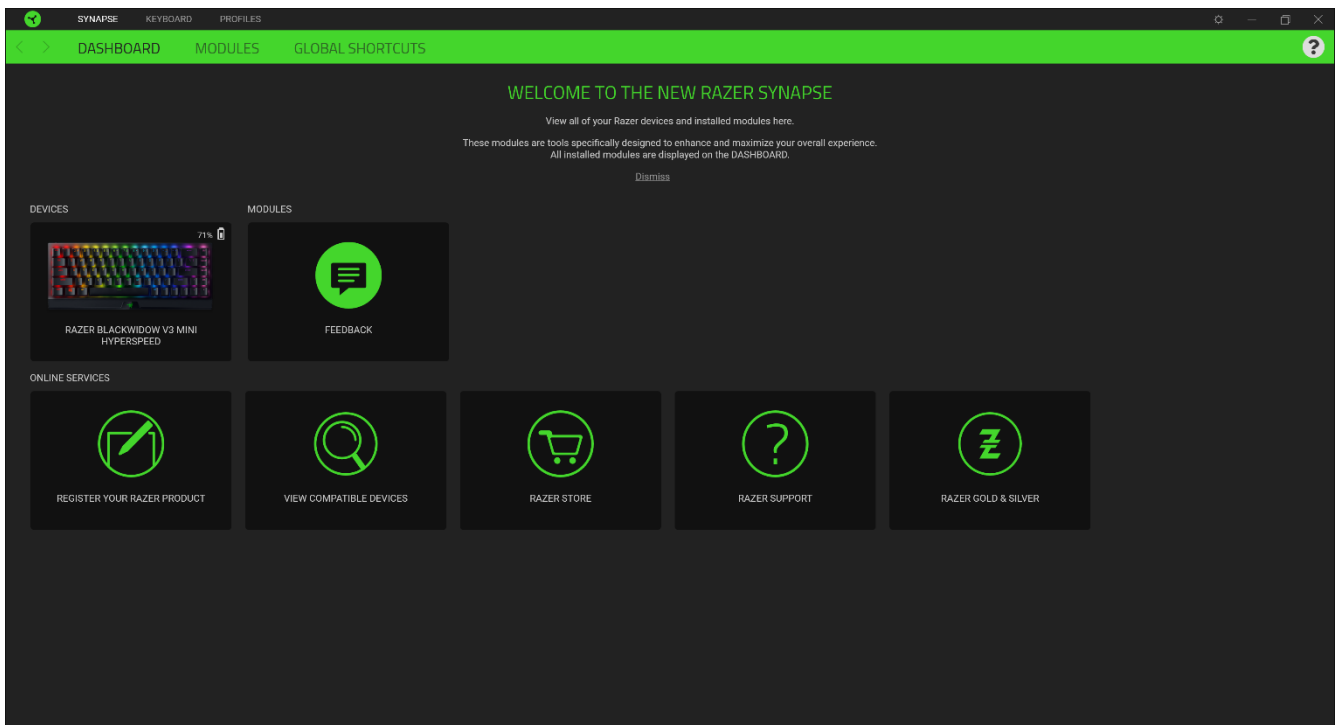 SYNAPSE KEYBOARD PROFILES
DASHBOARD MODULES GLOBAL SHORTCUTS
?
WELCOME TO THE NEW RAZER SYNAPSE
View all of your Razer devices and installed modules here.
These modules are tools specifically designed to enhance and maximize your overall experience.
All installed modules are displayed on the DASHBOARD.
Dismiss
DEVICES
MODULES
71%
RAZER BLACKWIDOW V3 MINI
HYPERSPEED
FEEDBACK
ONLINE SERVICES
REGISTER YOUR RAZER PRODUCT
VIEW COMPATIBLE DEVICES
RAZER STORE
?
RAZER SUPPORT
RAZER GOLD & SILVER